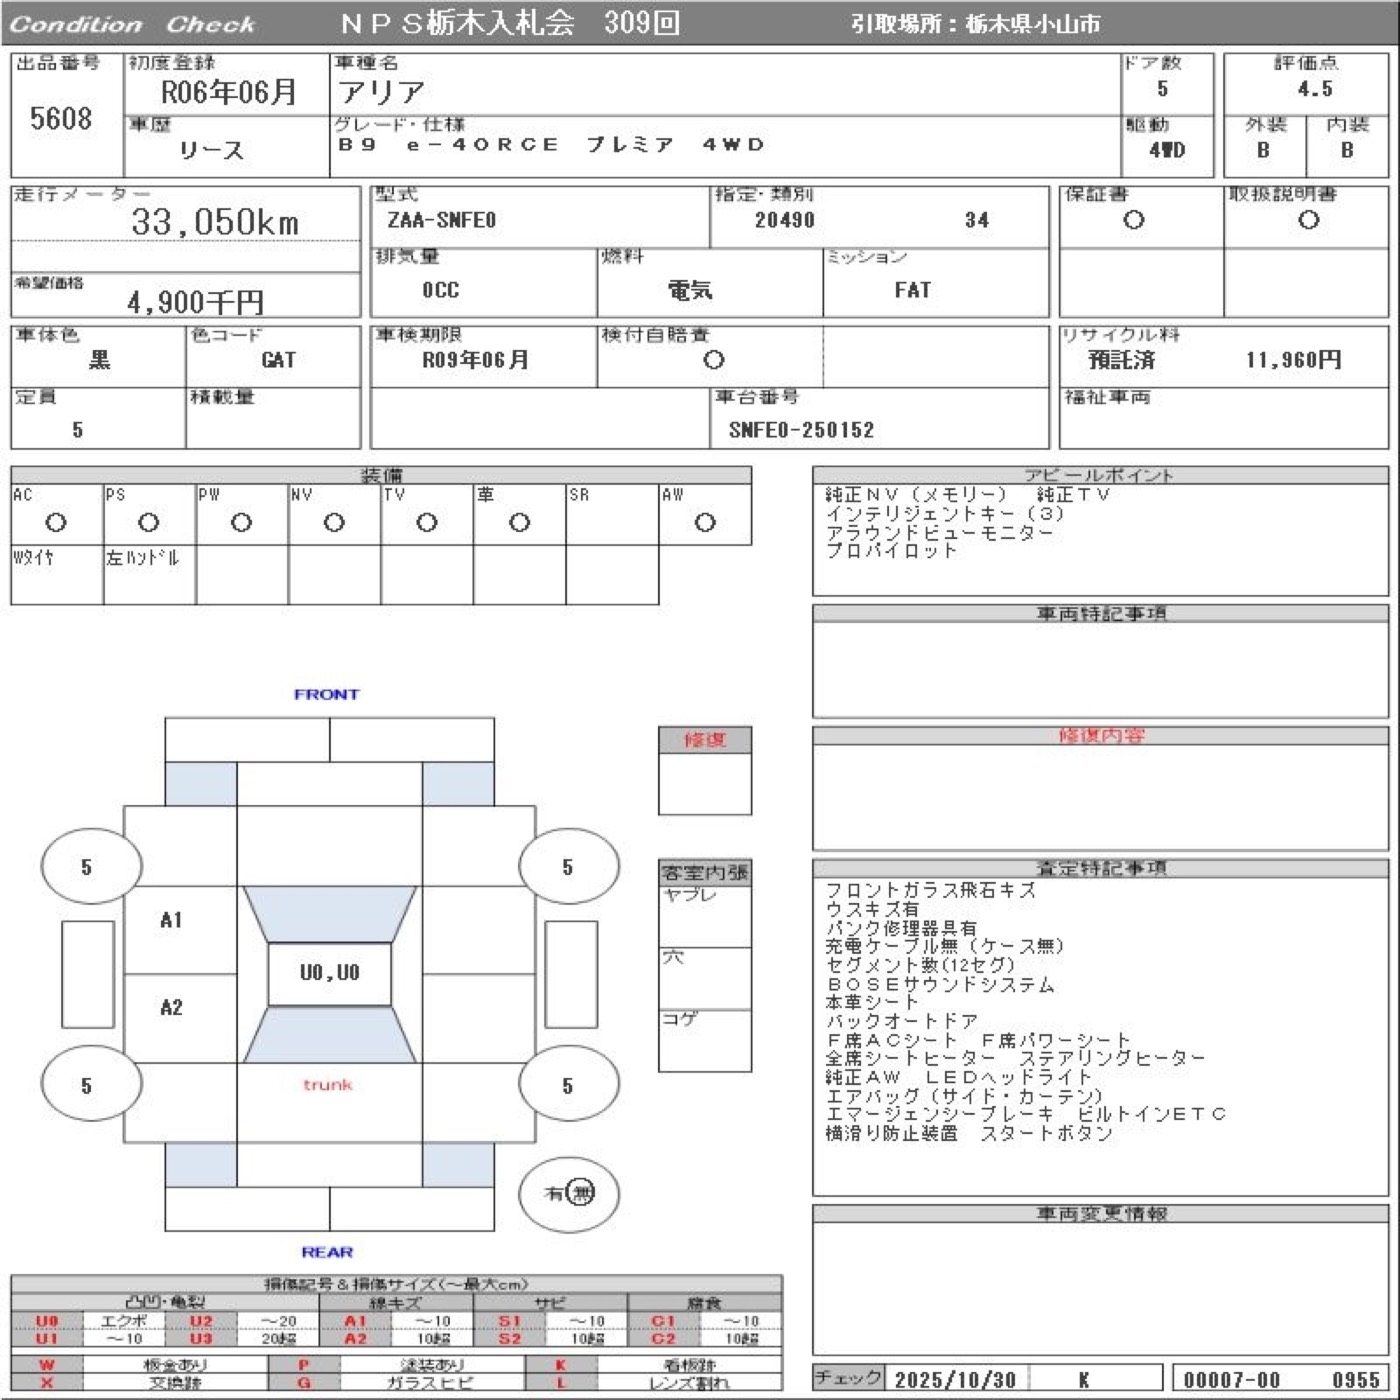 Condition Check　ＮＰＳ栃木入札会　309回　引取場所：栃木県小山市
出品番号　初度登録　車種名　ドア数　評価点
5608　R06年06月　アリア　5　4.5
車歴　グレード・仕様　駆動　外装　内装
リース　Ｂ９　ｅ－４ＯＲＣＥ　プレミア　４ＷＤ　4WD　B　B
走行メーター　型式　指定・類別　保証書　取扱説明書
33,050km　ZAA-SNFE0　20490　34　○　○
希望価格　排気量　燃料　ミッション
4,900千円　0CC　電気　FAT
車体色　色コード　車検期限　検付自賠責　リサイクル料
黒　GAT　R09年06月　○　預託済　11,960円
定員　積載量　車台番号　福祉車両
5　SNFE0-250152
装備
AC　PS　PW　NV　TV　革　SR　AW
○　○　○　○　○　○　○
Wタイヤ　左ハンドル
アピールポイント
純正ＮＶ（メモリー）　純正ＴＶ
インテリジェントキー（３）
アラウンドビューモニター
プロパイロット
車両特記事項
修復内容
査定特記事項
フロントガラス飛石キズ
ウスキズ有
パンク修理器具有
充電ケーブル無（ケース無）
セグメント数(12セグ)
ＢＯＳＥサウンドシステム
本革シート
バックオートドア
Ｆ席ＡＣシート　Ｆ席パワーシート
全席シートヒーター　ステアリングヒーター
純正ＡＷ　ＬＥＤヘッドライト
エアバッグ（サイド・カーテン）
エマージェンシーブレーキ　ビルトインＥＴＣ
横滑り防止装置　スタートボタン
車両変更情報
FRONT
修復
5　5
客室内張
ヤブレ
A1
穴
U0,U0
A2
コゲ
5　trunk　5
有　無
REAR
損傷記号＆損傷サイズ(～最大cm)
凸凹・亀裂　線キズ　サビ　腐食
U0　エクボ　U2　～20　A1　～10　S1　～10　C1　～10
U1　～10　U3　20超　A2　10超　S2　10超　C2　10超
W　板金あり　P　塗装あり　K　看板跡
X　交換跡　G　ガラスヒビ　L　レンズ割れ
チェック　2025/10/30　K　00007-00　0955